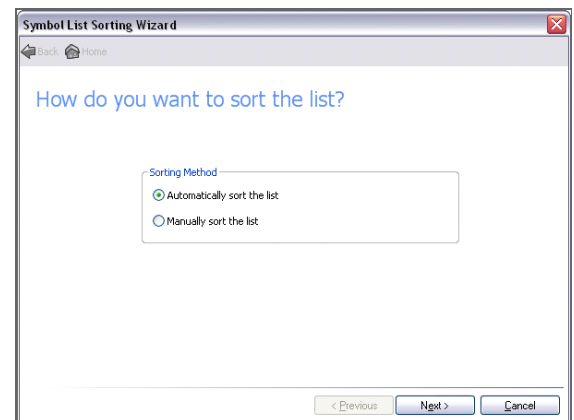 Symbol List Sorting Wizard
Back Home
How do you want to sort the list?
Sorting Method
Automatically sort the list
Manually sort the list
< Previous Next > Cancel